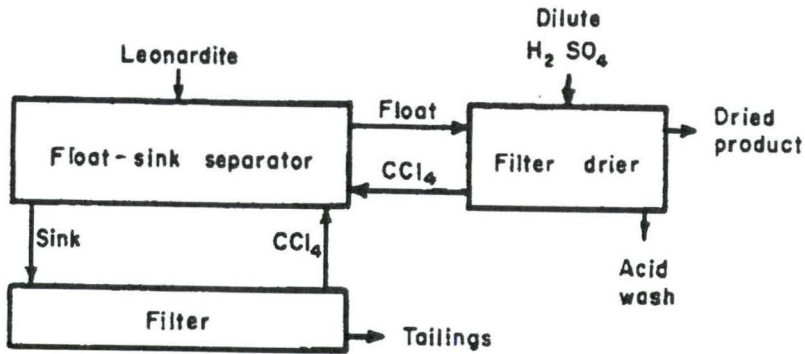 Dilute
H₂ SO₄
Leonardite
Float
Dried
product
Float-sink separator
Filter drier
CCl₄
Sink
CCl₄
Acid
wash
Filter
Tailings